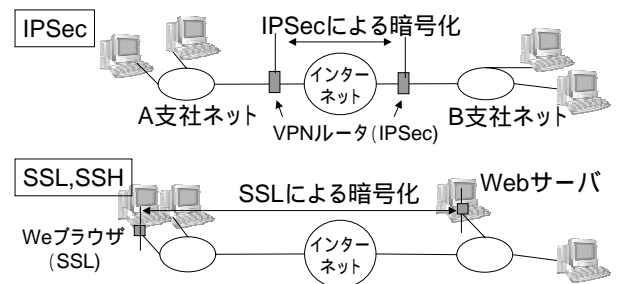 IPSec
IPSecによる暗号化
インター
ネット
A支社ネット
B支社ネット
VPNルータ(IPSec)
SSL,SSH
SSLによる暗号化
Webサーバ
Weブラウザ
(SSL)
インター
ネット